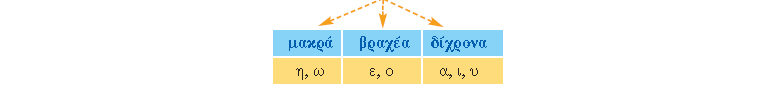 μακρά βραχέα δίχρονα
η, ω ε, ο α, ι, υ